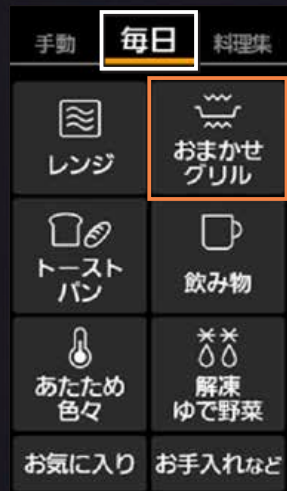 手動 毎日 料理集
レンジ
おまかせ
グリル
トースト
パン
飲み物
あたため
色々
解凍
ゆで野菜
お気に入り
お手入れなど